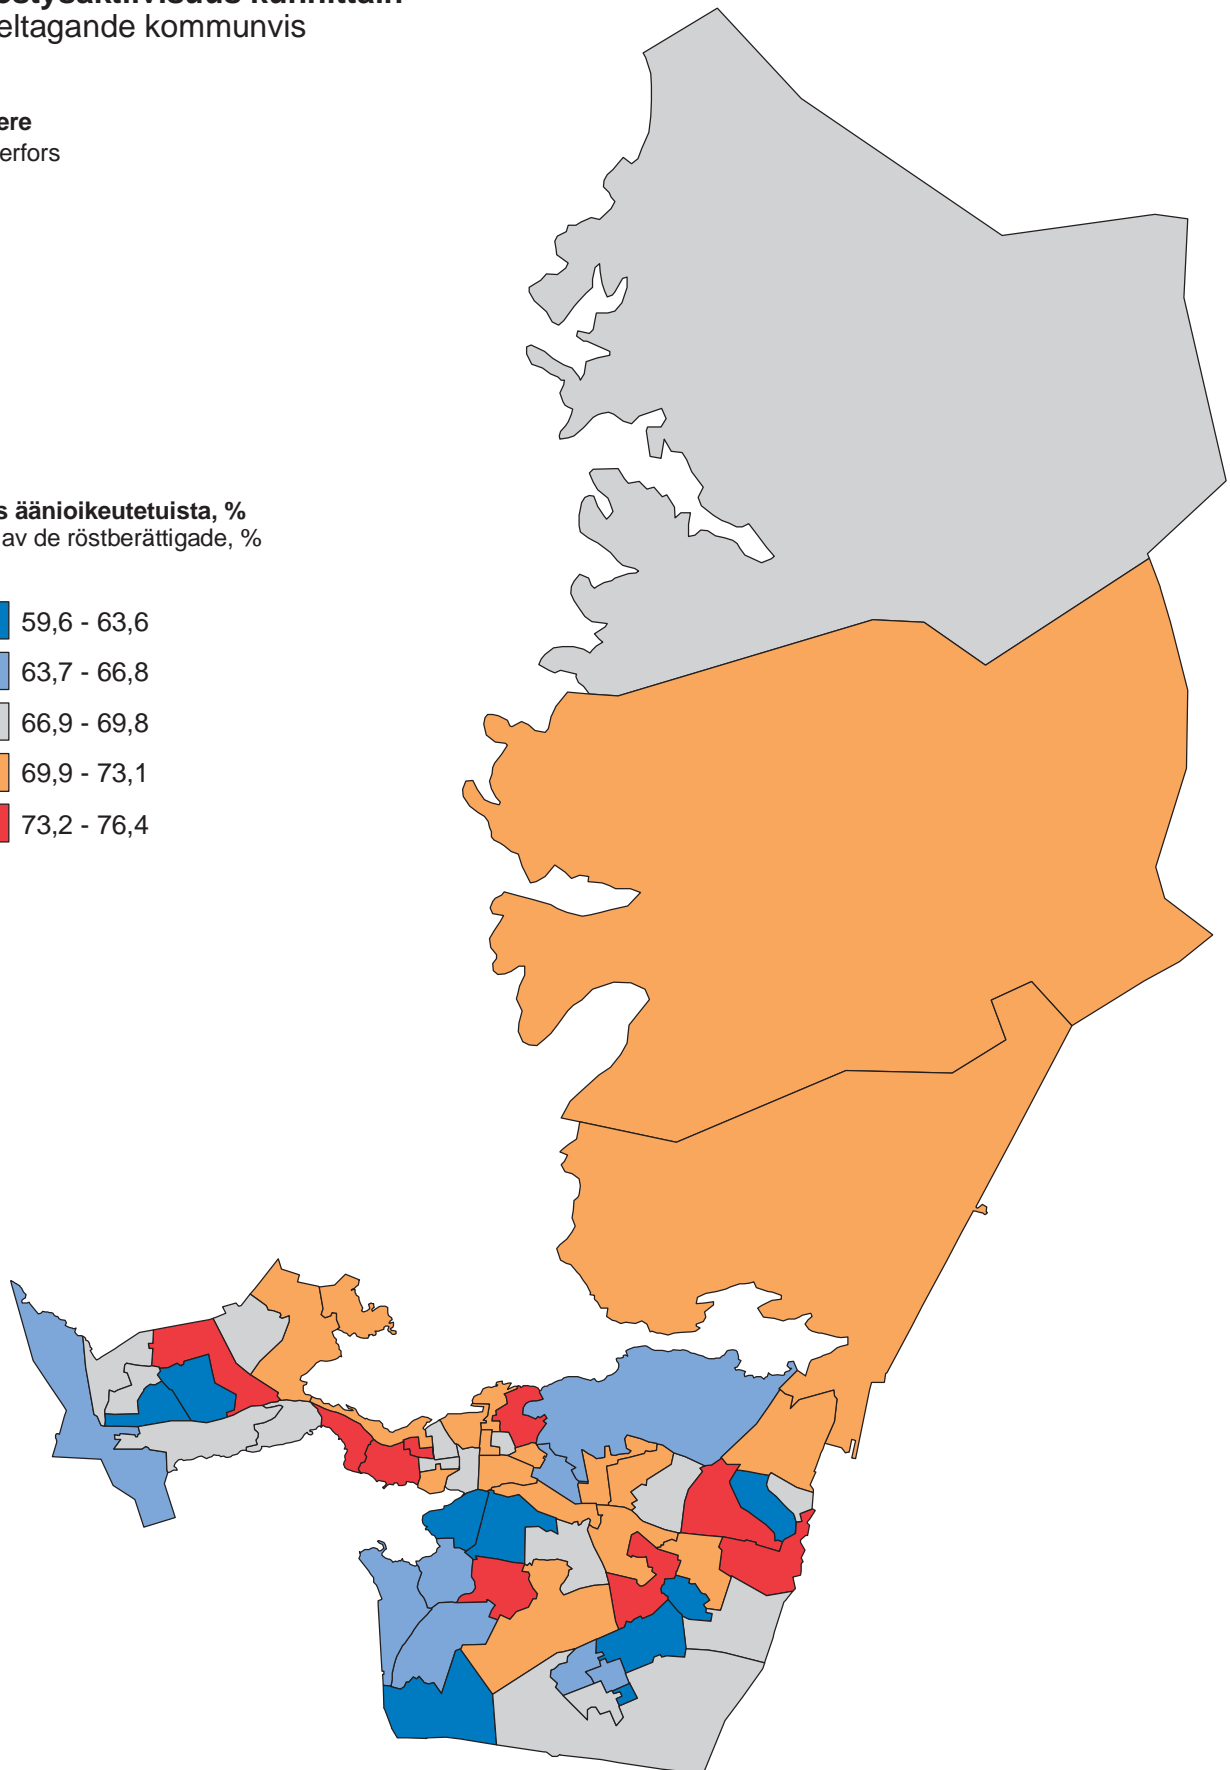 eltagande kommunvis
ere
erfors
s äänioikeutetuista, %
av de röstberättigade, %
59,6 - 63,6
63,7 - 66,8
66,9 - 69,8
69,9 - 73,1
73,2 - 76,4